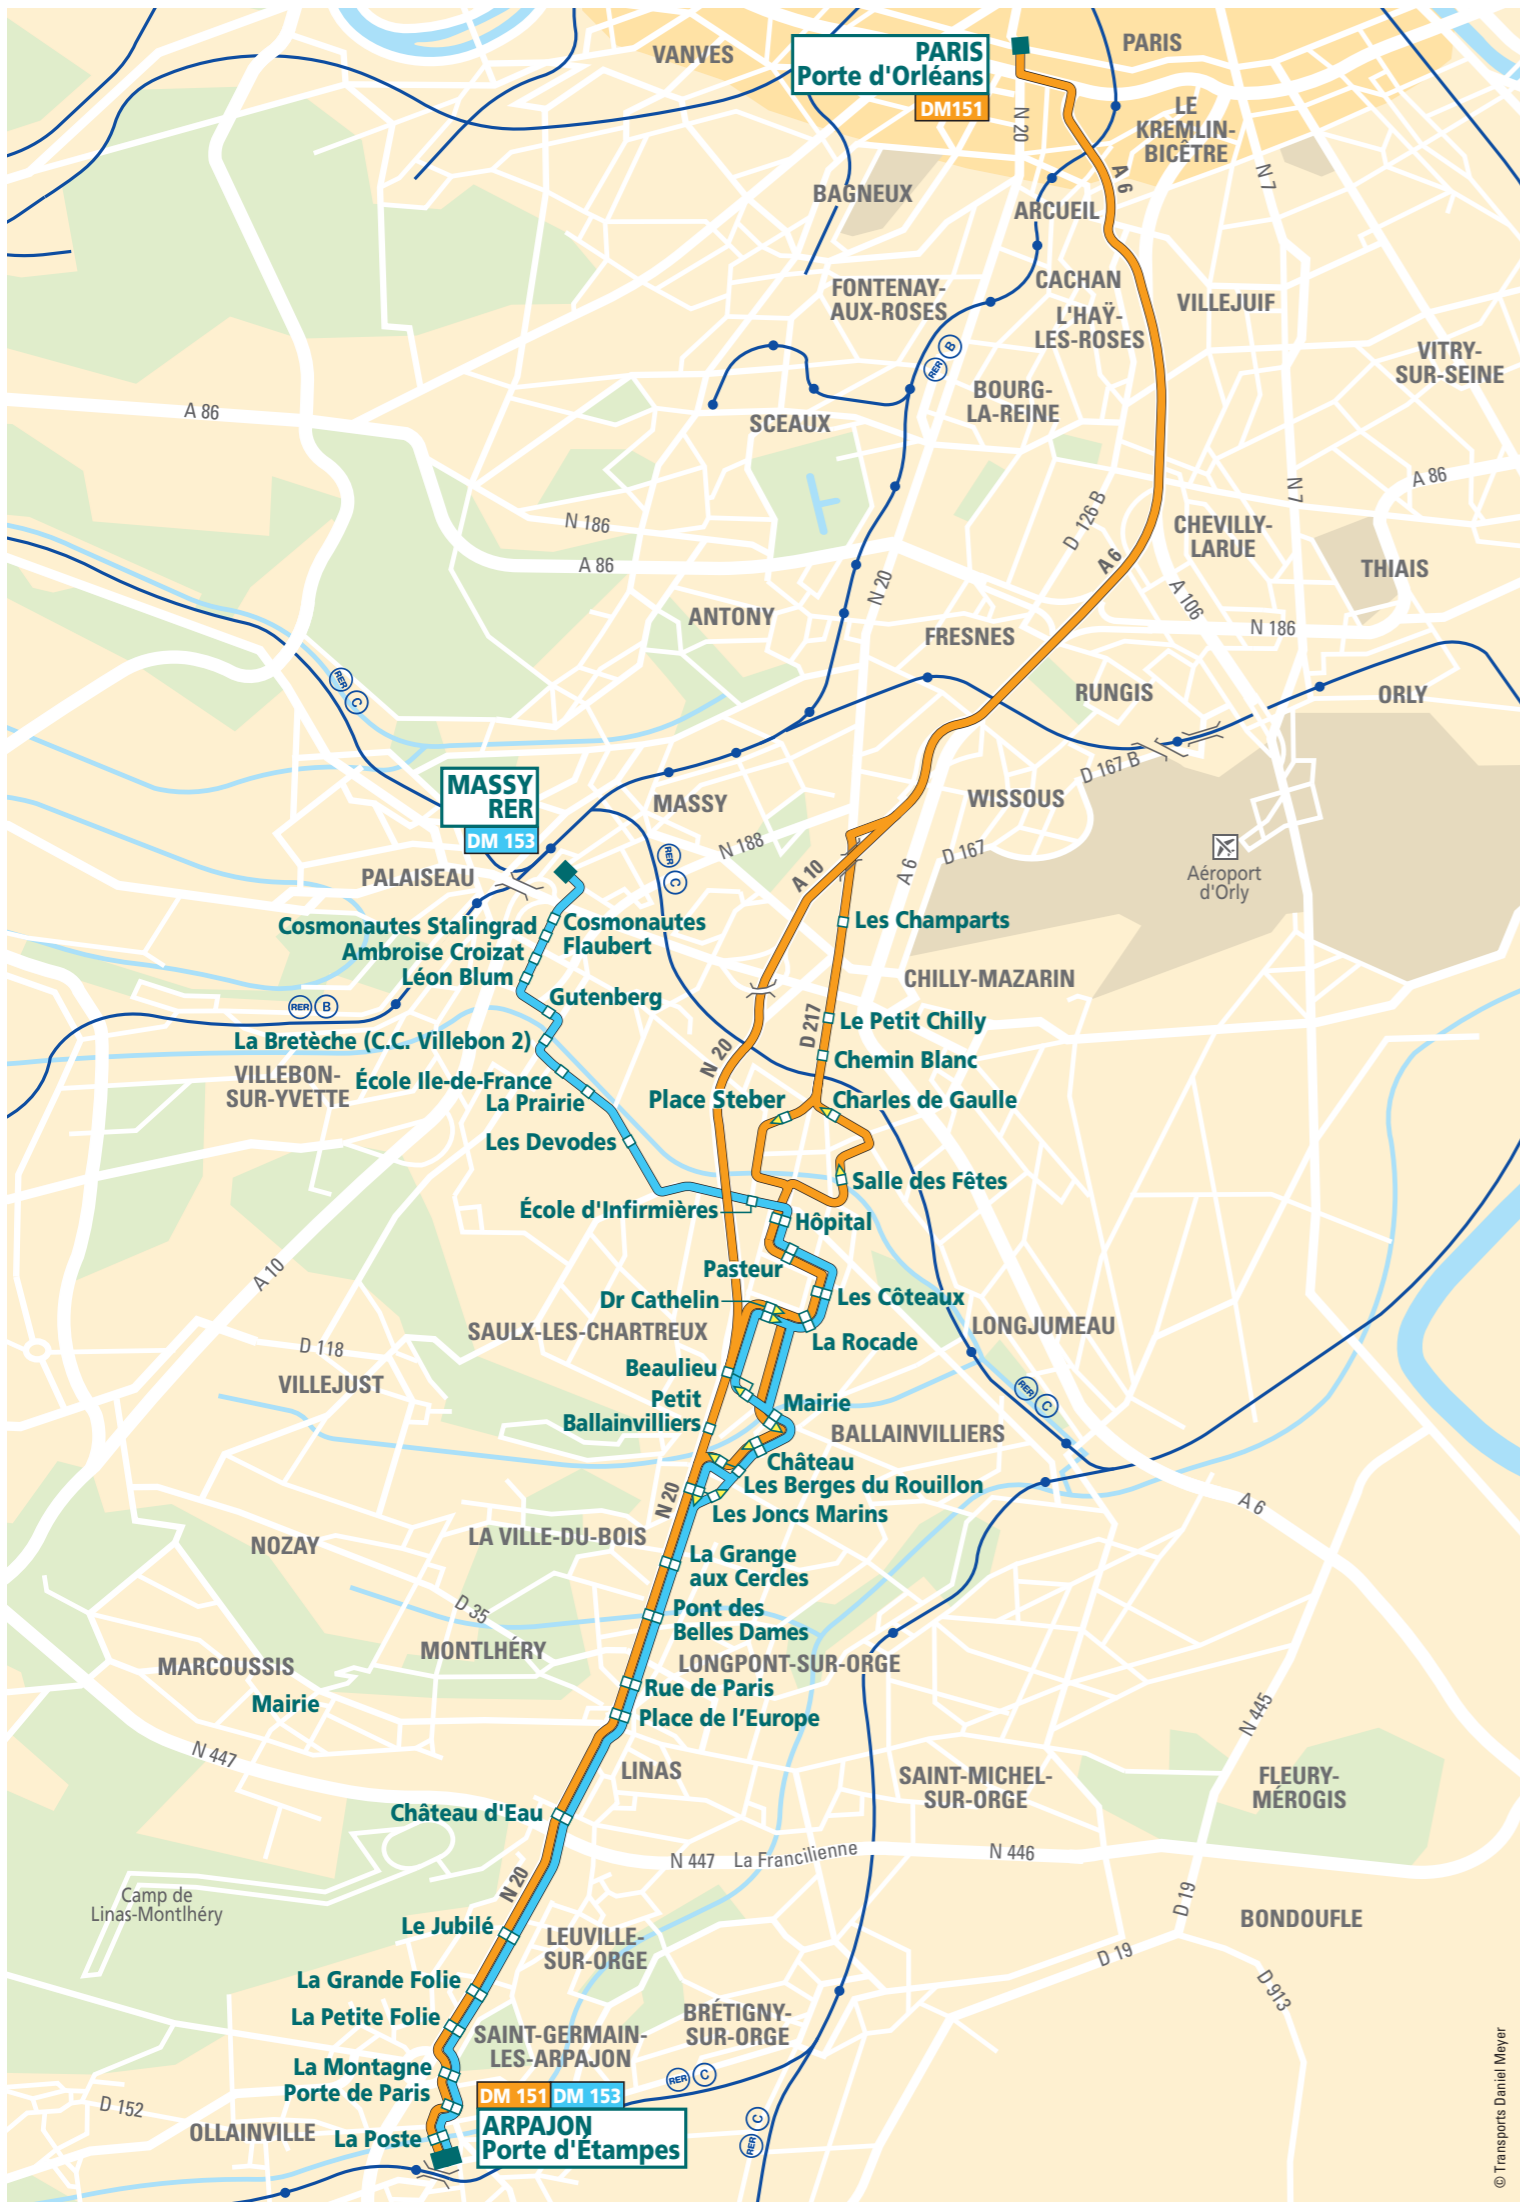 VANVES
PARIS
Porte d'Orléans
DM151
PARIS
LE
KREMLIN-
BICÊTRE
N 20
A 6
N 7
BAGNEUX
ARCUEIL
FONTENAY-
AUX-ROSES
CACHAN
L'HAŸ-
LES-ROSES
VILLEJUIF
VITRY-
SUR-SEINE
RER B
BOURG-
LA-REINE
SCEAUX
A 86
N 186
A 86
D 126 B
A 6
N 7
A 86
CHEVILLY-
LARUE
THIAIS
A 106
N 186
N 20
ANTONY
FRESNES
RUNGIS
ORLY
RER C
D 167 B
MASSY
RER
DM 153
MASSY
WISSOUS
N 188
D 167
A 6
A 10
RER C
Aéroport
d'Orly
PALAISEAU
Cosmonautes Stalingrad
Cosmonautes
Flaubert
Ambroise Croizat
Léon Blum
Les Champarts
CHILLY-MAZARIN
Gutenberg
RER B
La Bretèche (C.C. Villebon 2)
D 217
Le Petit Chilly
N 20
Chemin Blanc
VILLEBON-
SUR-YVETTE
École Ile-de-France
La Prairie
Place Steber
Charles de Gaulle
Les Devodes
Salle des Fêtes
École d'Infirmières
Hôpital
Pasteur
A 10
Dr Cathelin
Les Côteaux
SAULX-LES-CHARTREUX
LONGJUMEAU
La Rocade
D 118
VILLEJUST
Beaulieu
Petit
Ballainvilliers
Mairie
RER C
BALLAINVILLIERS
Château
Les Berges du Rouillon
N 20
Les Joncs Marins
A 6
NOZAY
LA VILLE-DU-BOIS
La Grange
aux Cercles
D 35
Pont des
Belles Dames
MONTLHÉRY
MARCOUSSIS
Mairie
LONGPONT-SUR-ORGE
Rue de Paris
Place de l'Europe
N 445
N 447
LINAS
SAINT-MICHEL-
SUR-ORGE
FLEURY-
MÉROGIS
Château d'Eau
N 447
La Francilienne
N 446
Camp de
Linas-Montlhéry
N 20
D 19
Le Jubilé
LEUVILLE-
SUR-ORGE
BONDOUFLE
D 19
D 913
La Grande Folie
La Petite Folie
BRÉTIGNY-
SUR-ORGE
SAINT-GERMAIN-
LES-ARPAJON
La Montagne
Porte de Paris
RER C
DM 151
DM 153
D 152
OLLAINVILLE
La Poste
ARPAJON
Porte d'Étampes
RER C
© Transports Daniel Meyer